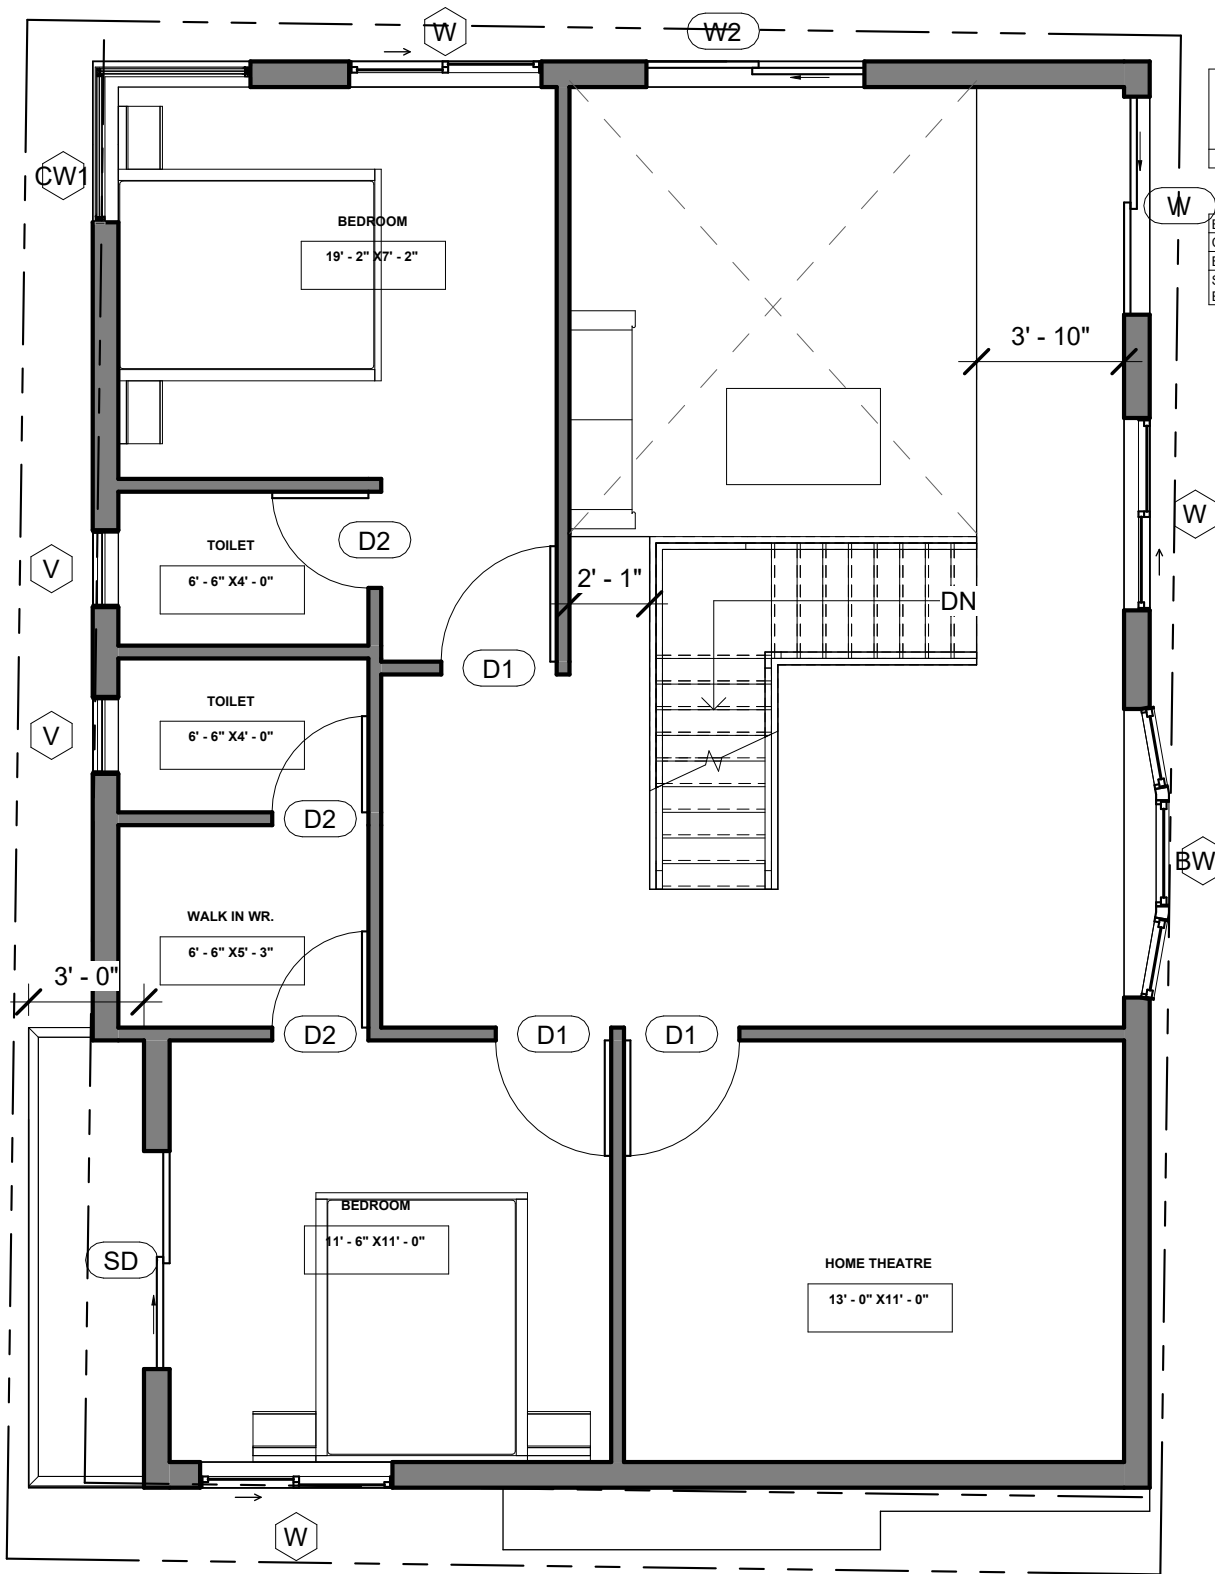 W
W2
CW1
BEDROOM
19' - 2" X7' - 2"
W
3' - 10"
TOILET
6' - 6" X4' - 0"
D2
V
W
2' - 1"
DN
D1
TOILET
6' - 6" X4' - 0"
V
D2
BW
WALK IN WR.
6' - 6" X5' - 3"
3' - 0"
D2
D1
D1
BEDROOM
11' - 6" X11' - 0"
SD
HOME THEATRE
13' - 0" X11' - 0"
W